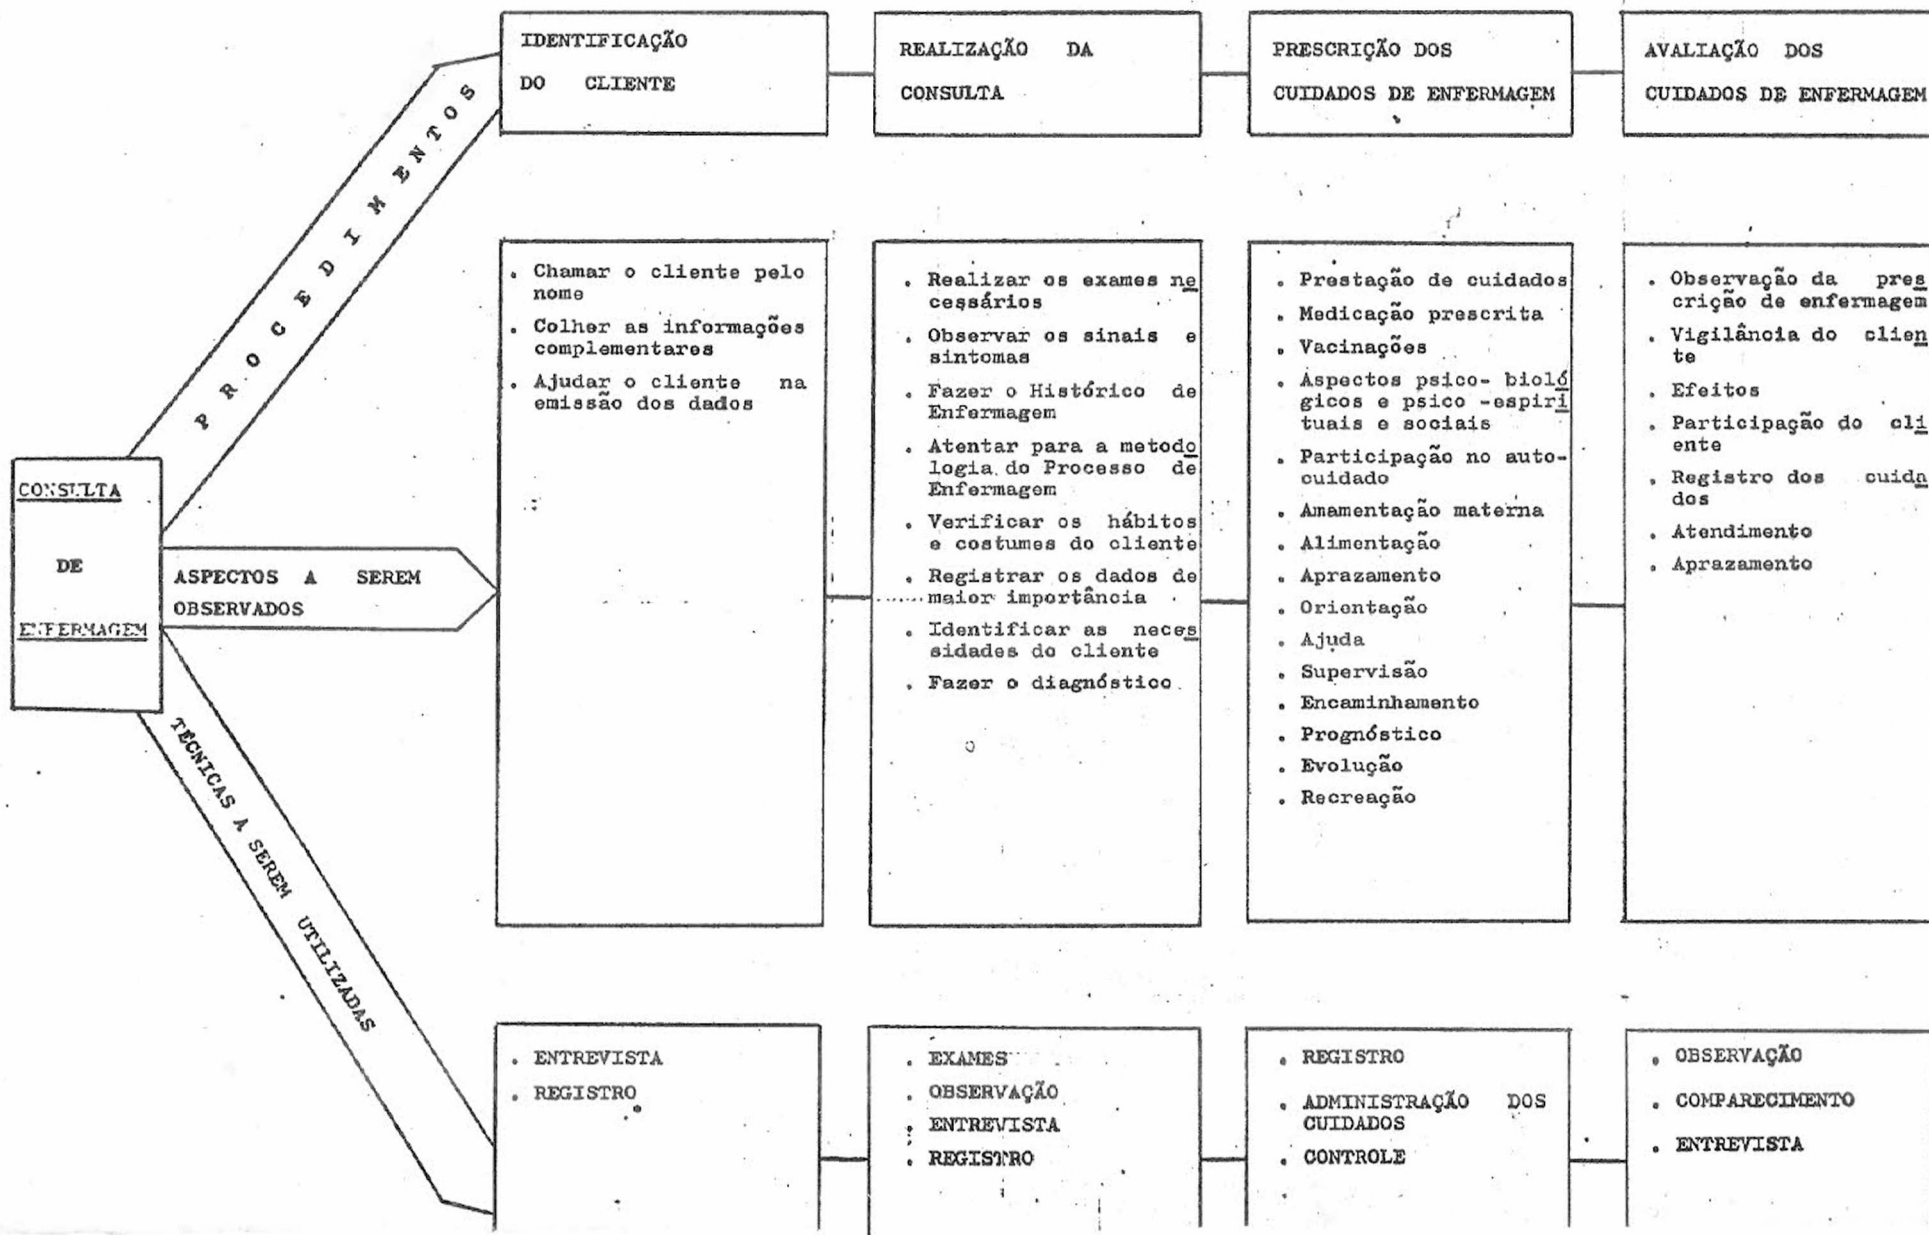 IDENTIFICAÇÃO
DO CLIENTE
REALIZAÇÃO DA
CONSULTA
PRESCRIÇÃO DOS
CUIDADOS DE ENFERMAGEM
AVALIAÇÃO DOS
CUIDADOS DE ENFERMAGEM
PROCEDIMENTOS
CONSULTA
DE
ENFERMAGEM
ASPECTOS A SEREM
OBSERVADOS
TÉCNICAS A SEREM UTILIZADAS
. Chamar o cliente pelo
nome
. Colher as informações
complementares
. Ajudar o cliente na
emissão dos dados
. Realizar os exames ne
cessários
. Observar os sinais e
sintomas
. Fazer o Histórico de
Enfermagem
. Atentar para a metodo
logia do Processo de
Enfermagem
. Verificar os hábitos
e costumes do cliente
. Registrar os dados de
maior importância
. Identificar as neces
sidades do cliente
. Fazer o diagnóstico
. Prestação de cuidados
. Medicação prescrita
. Vacinações
. Aspectos psico- bioló
gicos e psico -espiri
tuais e sociais
. Participação no auto-
cuidado
. Amamentação materna
. Alimentação
. Aprazamento
. Orientação
. Ajuda
. Supervisão
. Encaminhamento
. Prognóstico
. Evolução
. Recreação
. Observação da pres
crição de enfermagem
. Vigilância do clien
te
. Efeitos
. Participação do cli
ente
. Registro dos cuida
dos
. Atendimento
. Aprazamento
. ENTREVISTA
. REGISTRO
. EXAMES
. OBSERVAÇÃO
. ENTREVISTA
. REGISTRO
. REGISTRO
. ADMINISTRAÇÃO DOS
CUIDADOS
. CONTROLE
. OBSERVAÇÃO
. COMPARECIMENTO
. ENTREVISTA